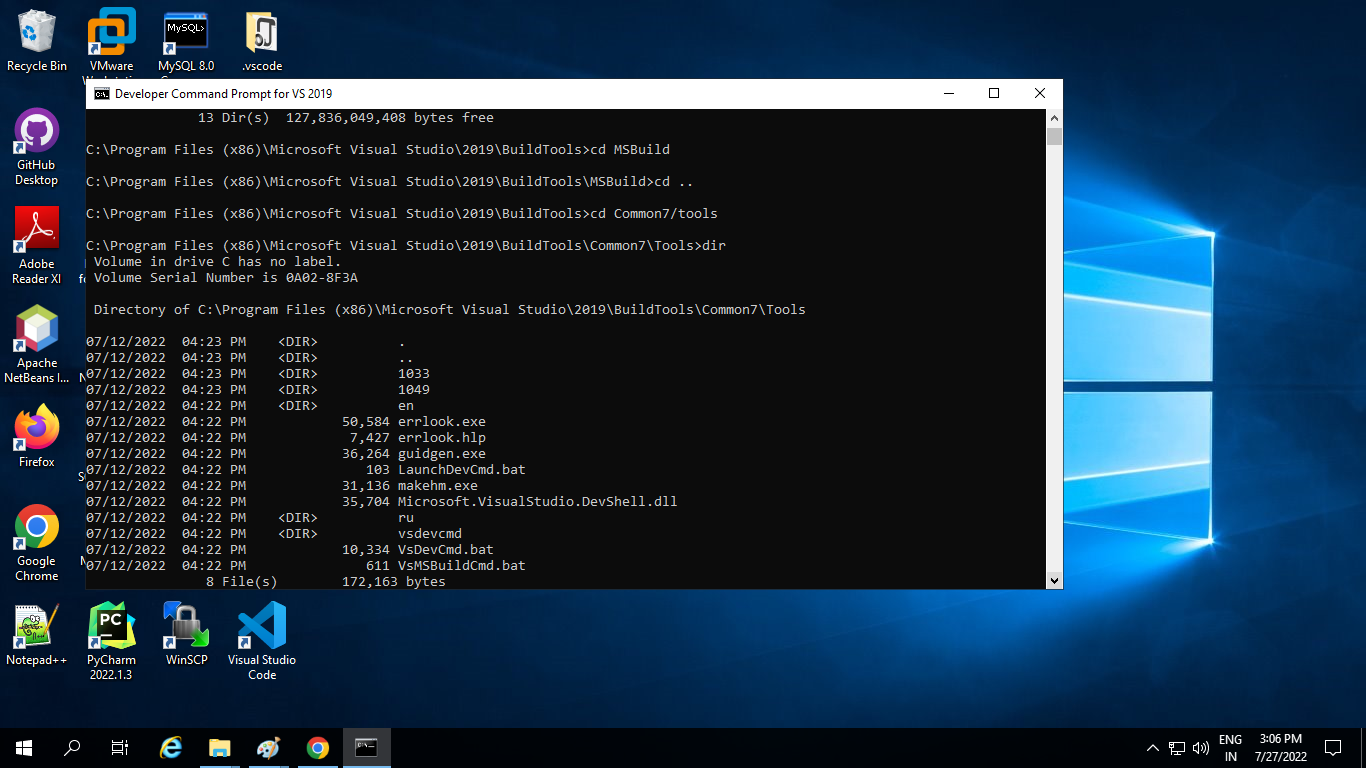 Recycle Bin
VMware
MySQL>
MySQL 8.0
.vscode
GitHub
Desktop
Adobe
Reader XI
Apache
NetBeans I...
Firefox
Google
Chrome
Notepad++
PC
PyCharm
2022.1.3
WinSCP
Visual Studio
Code
Developer Command Prompt for VS 2019
13 Dir(s)  127,836,049,408 bytes free
C:\Program Files (x86)\Microsoft Visual Studio\2019\BuildTools>cd MSBuild
C:\Program Files (x86)\Microsoft Visual Studio\2019\BuildTools\MSBuild>cd ..
C:\Program Files (x86)\Microsoft Visual Studio\2019\BuildTools>cd Common7/tools
C:\Program Files (x86)\Microsoft Visual Studio\2019\BuildTools\Common7\Tools>dir
Volume in drive C has no label.
Volume Serial Number is 0A02-8F3A
Directory of C:\Program Files (x86)\Microsoft Visual Studio\2019\BuildTools\Common7\Tools
07/12/2022  04:23 PM    <DIR>          .
07/12/2022  04:23 PM    <DIR>          ..
07/12/2022  04:23 PM    <DIR>          1033
07/12/2022  04:23 PM    <DIR>          1049
07/12/2022  04:22 PM    <DIR>          en
07/12/2022  04:22 PM            50,584 errlook.exe
07/12/2022  04:22 PM             7,427 errlook.hlp
07/12/2022  04:22 PM            36,264 guidgen.exe
07/12/2022  04:22 PM               103 LaunchDevCmd.bat
07/12/2022  04:22 PM            31,136 makehm.exe
07/12/2022  04:22 PM            35,704 Microsoft.VisualStudio.DevShell.dll
07/12/2022  04:22 PM    <DIR>          ru
07/12/2022  04:22 PM    <DIR>          vsdevcmd
07/12/2022  04:22 PM            10,334 VsDevCmd.bat
07/12/2022  04:22 PM               611 VsMSBuildCmd.bat
8 File(s)        172,163 bytes
ENG
IN
3:06 PM
7/27/2022